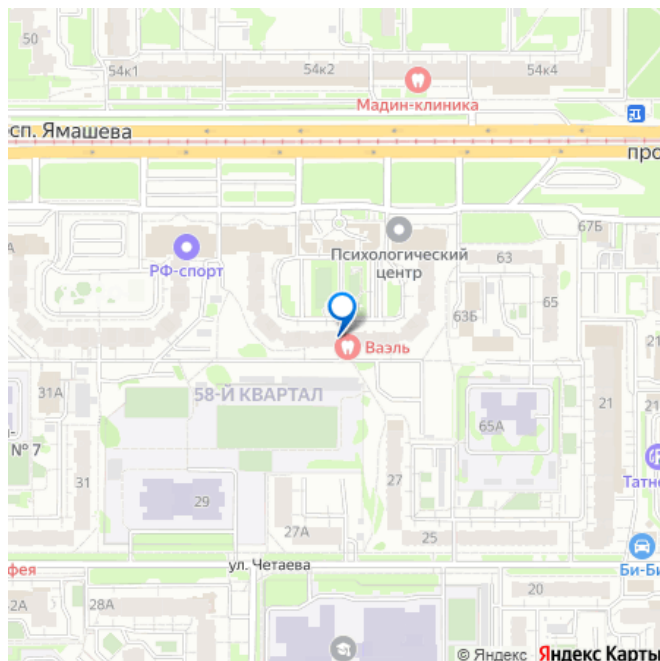 50
54к1
54к2
54к4
Мадин-клиника
сп. Ямашева
про
67Б
Психологический
центр
63
РФ-спорт
65
63Б
Ваэль
21
31А
58-Й КВАРТАЛ
21
65А
№ 7
31
27
Татне
29
27А
25
ул. Четаева
фея
Би-Би
20
2А
28А
© Яндекс Яндекс Карты